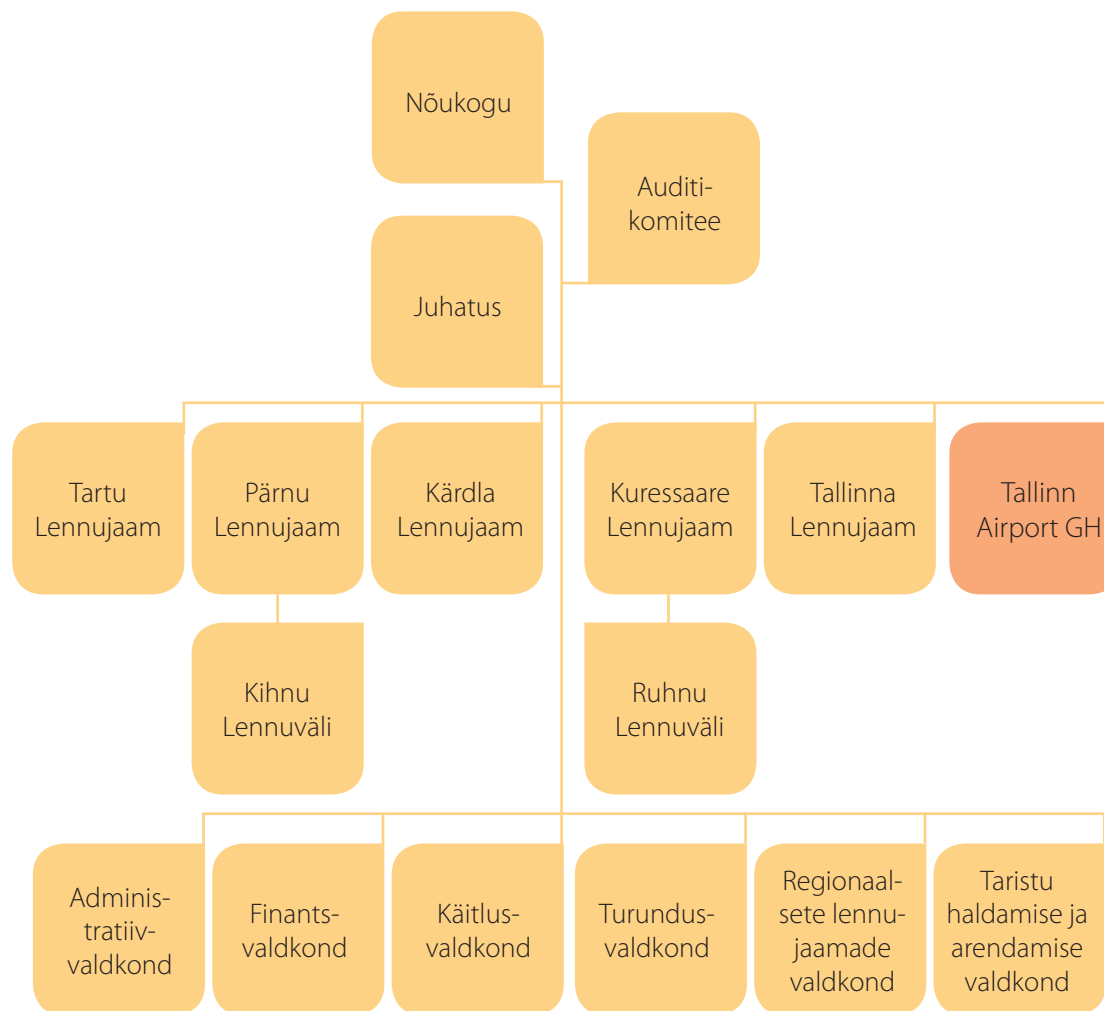 Nõukogu
Auditi-
komitee
Juhatus
Tartu
Lennujaam
Pärnu
Lennujaam
Kärdla
Lennujaam
Kuressaare
Lennujaam
Tallinna
Lennujaam
Tallinn
Airport GH
Kihnu
Lennuväli
Ruhnu
Lennuväli
Adminis-
tratiiv-
valdkond
Finants-
valdkond
Käitlus-
valdkond
Turundus-
valdkond
Regionaal-
sete lennu-
jaamade
valdkond
Taristu
haldamise ja
arendamise
valdkond